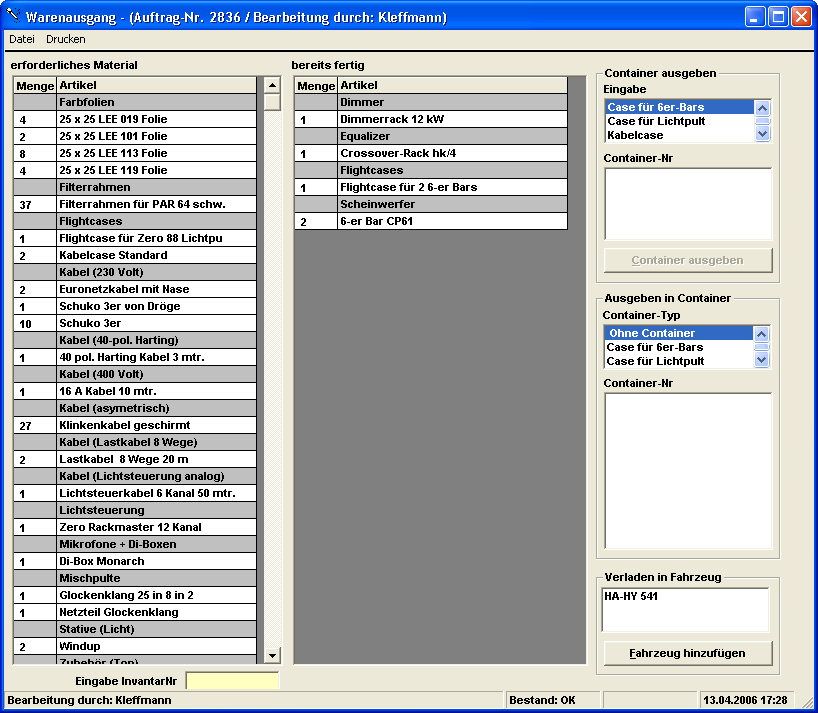 Warenausgang - (Auftrag-Nr. 2836 / Bearbeitung durch: Kleffmann)
Datei Drucken
erforderliches Material
Menge Artikel
Farbfolien
4 25 x 25 LEE 019 Folie
2 25 x 25 LEE 101 Folie
8 25 x 25 LEE 113 Folie
4 25 x 25 LEE 119 Folie
Filterrahmen
37 Filterrahmen für PAR 64 schw.
Flightcases
1 Flightcase für Zero 88 Lichtpu
2 Kabelcase Standard
Kabel (230 Volt)
2 Euronetzkabel mit Nase
1 Schuko 3er von Dröge
10 Schuko 3er
Kabel (40-pol. Harting)
1 40 pol. Harting Kabel 3 mtr.
Kabel (400 Volt)
1 16 A Kabel 10 mtr.
Kabel (asymetrisch)
27 Klinkenkabel geschirmt
Kabel (Lastkabel 8 Wege)
2 Lastkabel 8 Wege 20 m
Kabel (Lichtsteuerung analog)
1 Lichtsteuerkabel 6 Kanal 50 mtr.
Lichtsteuerung
1 Zero Rackmaster 12 Kanal
Mikrofone + Di-Boxen
1 Di-Box Monarch
Mischpulte
1 Glockenklang 25 in 8 in 2
1 Netzteil Glockenklang
Stative (Licht)
2 Windup
Zubehör (Ton)
Eingabe InvantarNr
bereits fertig
Menge Artikel
Dimmer
1 Dimmerrack 12 kW
Equalizer
1 Crossover-Rack hk/4
Flightcases
1 Flightcase für 2 6-er Bars
Scheinwerfer
2 6-er Bar CP61
Container ausgeben
Eingabe
Case für 6er-Bars
Case für Lichtpult
Kabelcase
Container-Nr
Container ausgeben
Ausgeben in Container
Container-Typ
Ohne Container
Case für 6er-Bars
Case für Lichtpult
Container-Nr
Verladen in Fahrzeug
HA-HY 541
Fahrzeug hinzufügen
Bearbeitung durch: Kleffmann
Bestand: OK
13.04.2006 17:28